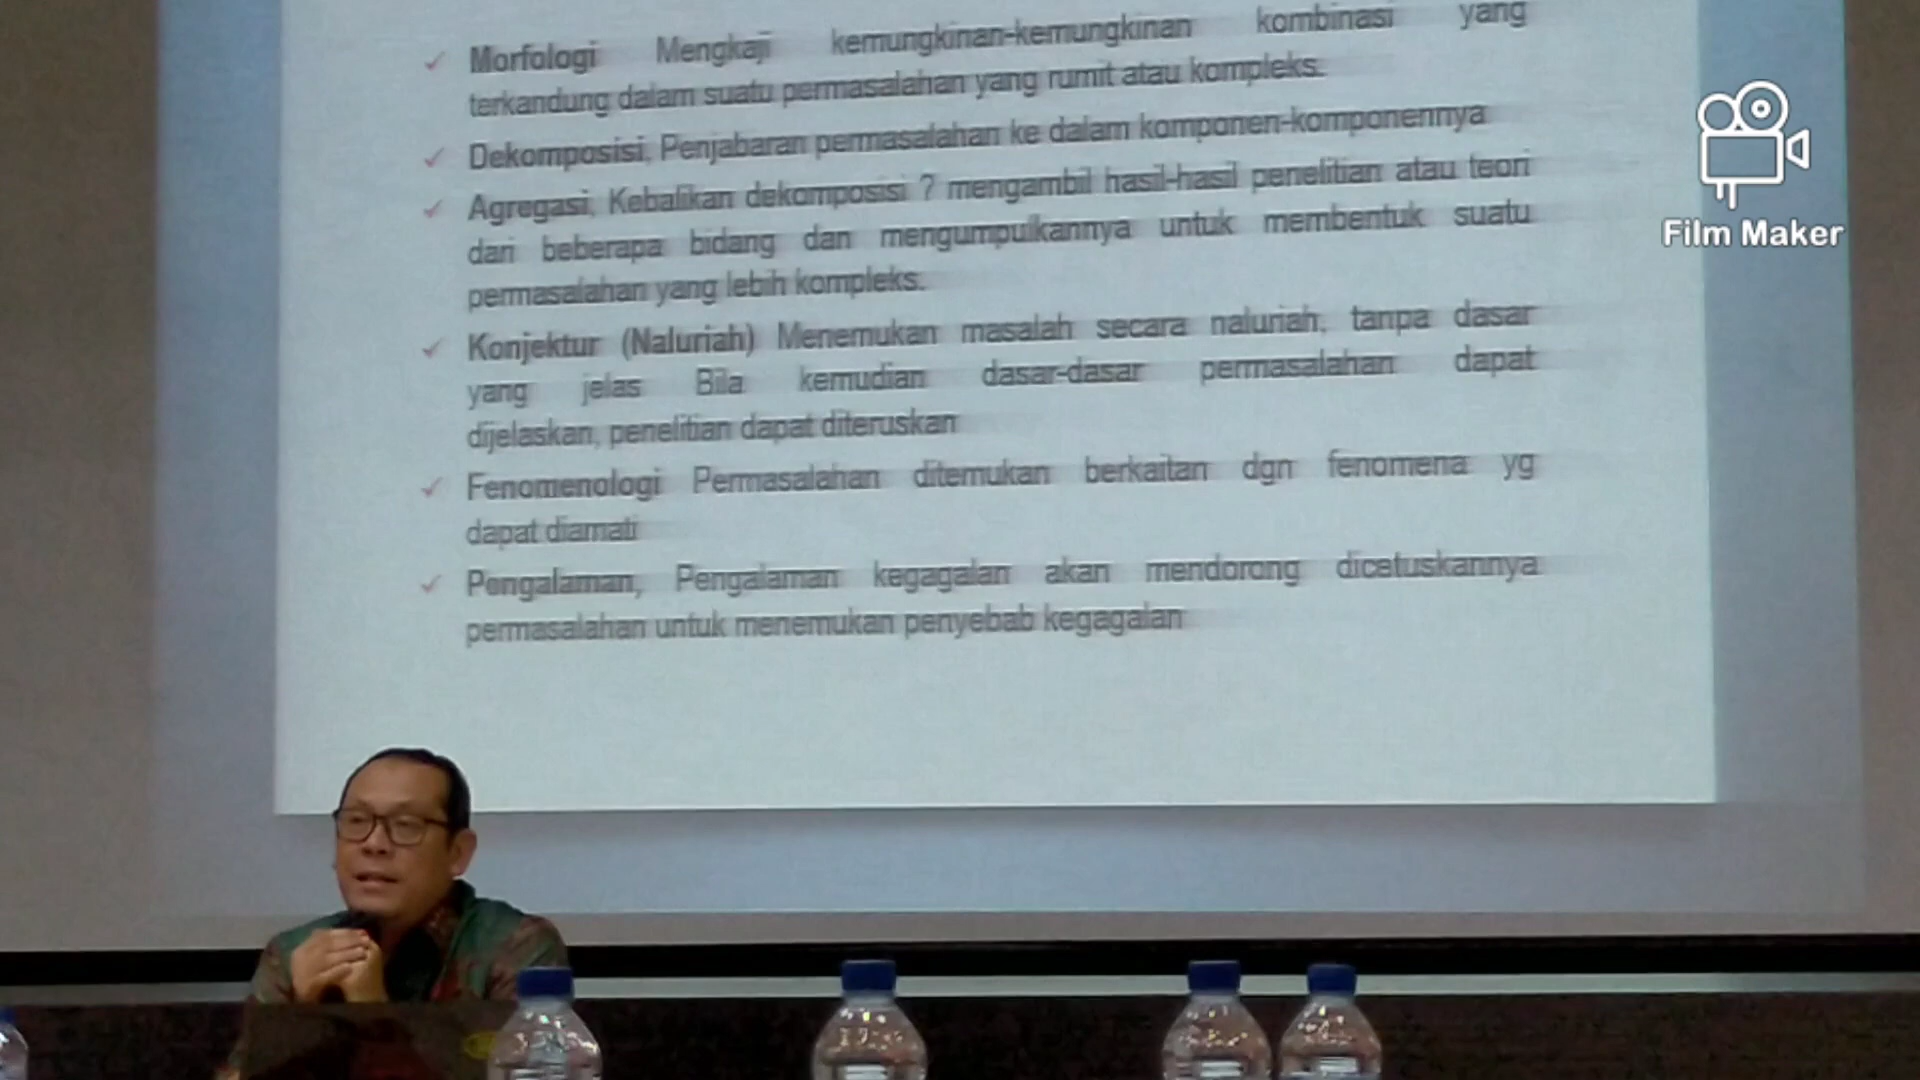 Morfologi Mengkaji kemungkinan-kemungkinan kombinasi yang
terkandung dalam suatu permasalahan yang rumit atau kompleks.
Dekomposisi, Penjabaran permasalahan ke dalam komponen-komponennya
Agregasi, Kebalikan dekomposisi ? mengambil hasil-hasil penelitian atau teori
dari beberapa bidang dan mengumpulkannya untuk membentuk suatu
permasalahan yang lebih kompleks.
Konjektur (Naluriah) Menemukan masalah secara naluriah, tanpa dasar
yang jelas Bila kemudian dasar-dasar permasalahan dapat
dijelaskan, penelitian dapat diteruskan
Fenomenologi Permasalahan ditemukan berkaitan dgn fenomena yg
dapat diamati
Pengalaman, Pengalaman kegagalan akan mendorong dicetuskannya
permasalahan untuk menemukan penyebab kegagalan
Film Maker